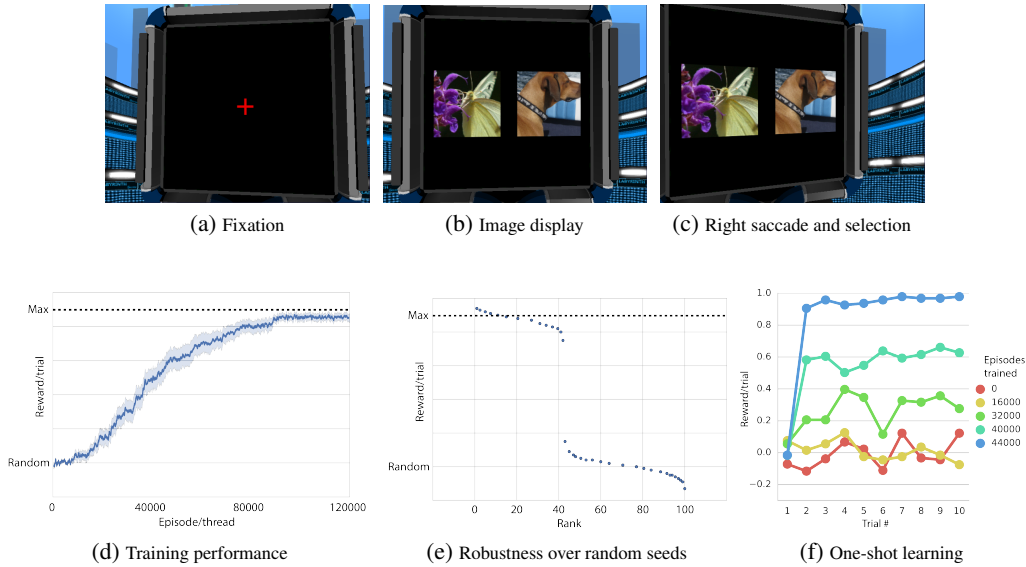 (a) Fixation
(b) Image display
(c) Right saccade and selection
Max
Random
Reward/trial
0
40000
80000
120000
Episode/thread
(d) Training performance
Max
Random
Reward/trial
0
20
40
60
80
100
Rank
(e) Robustness over random seeds
1.0
0.8
0.6
0.4
0.2
0.0
−0.2
Reward/trial
1 2 3 4 5 6 7 8 9 10
Trial #
Episodes
trained
0
16000
32000
40000
44000
(f) One-shot learning